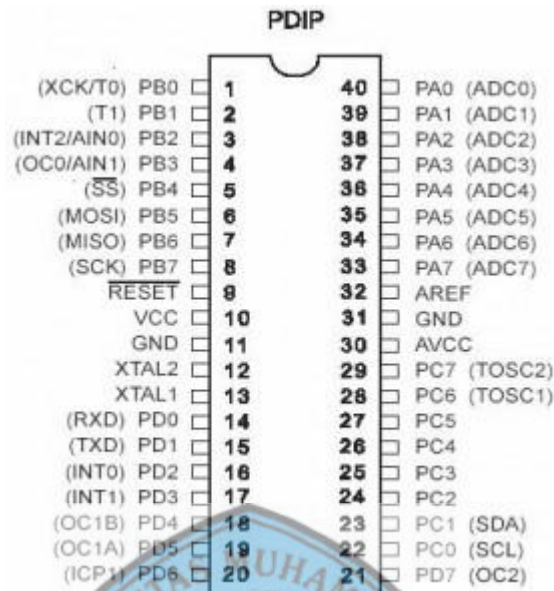 PDIP
(XCK/T0) PB0 1 40 PA0 (ADC0)
(T1) PB1 2 39 PA1 (ADC1)
(INT2/AIN0) PB2 3 38 PA2 (ADC2)
(OC0/AIN1) PB3 4 37 PA3 (ADC3)
(SS) PB4 5 36 PA4 (ADC4)
(MOSI) PB5 6 35 PA5 (ADC5)
(MISO) PB6 7 34 PA6 (ADC6)
(SCK) PB7 8 33 PA7 (ADC7)
RESET 9 32 AREF
VCC 10 31 GND
GND 11 30 AVCC
XTAL2 12 29 PC7 (TOSC2)
XTAL1 13 28 PC6 (TOSC1)
(RXD) PD0 14 27 PC5
(TXD) PD1 15 26 PC4
(INT0) PD2 16 25 PC3
(INT1) PD3 17 24 PC2
(OC1B) PD4 18 23 PC1 (SDA)
(OC1A) PD5 19 22 PC0 (SCL)
(ICP1) PD6 20 21 PD7 (OC2)